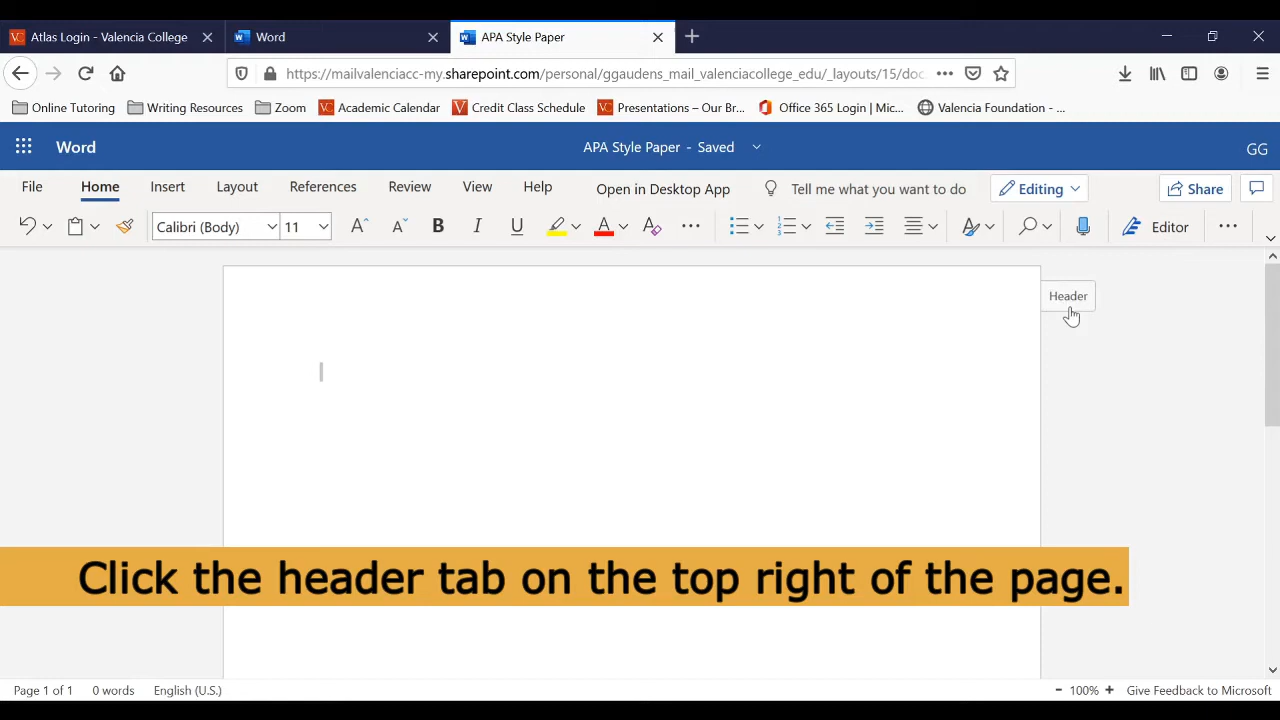 Atlas Login - Valencia College
Word
APA Style Paper
https://mailvalenciacc-my.sharepoint.com/personal/ggaudens_mail_valenciacollege_edu/_layouts/15/doc
Online Tutoring
Writing Resources
Zoom
Academic Calendar
Credit Class Schedule
Presentations – Our Br...
Office 365 Login | Mic...
Valencia Foundation - ...
Word
APA Style Paper - Saved
GG
File
Home
Insert
Layout
References
Review
View
Help
Open in Desktop App
Tell me what you want to do
Editing
Share
Calibri (Body)
11
Editor
Header
Click the header tab on the top right of the page.
Page 1 of 1
0 words
English (U.S.)
100%
Give Feedback to Microsoft